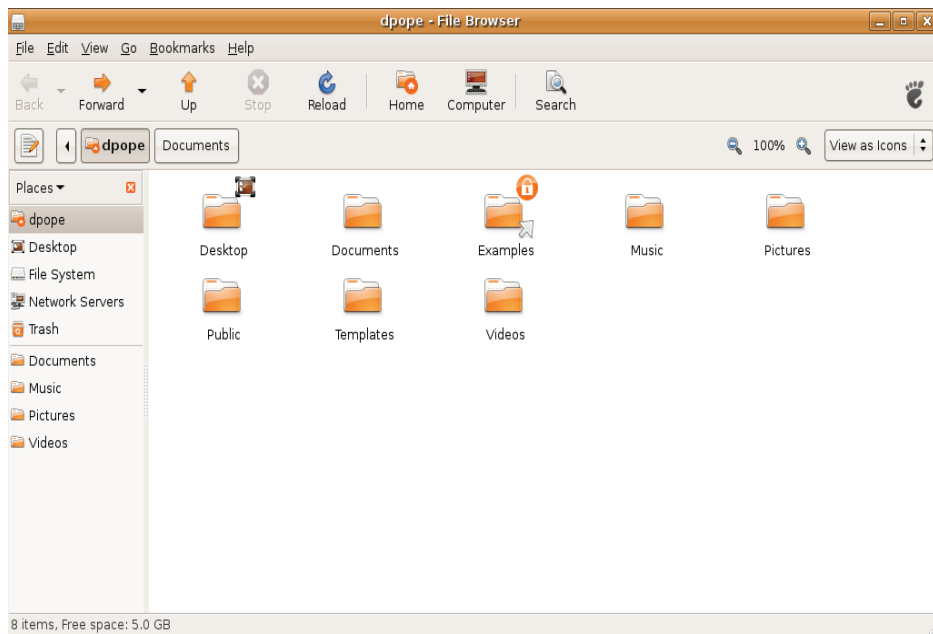 dpope - File Browser
File Edit View Go Bookmarks Help
Back Forward Up Stop Reload Home Computer Search
dpope Documents 100% View as Icons
Places
dpope
Desktop
File System
Network Servers
Trash
Documents
Music
Pictures
Videos
Desktop Documents Examples Music Pictures
Public Templates Videos
8 items, Free space: 5.0 GB